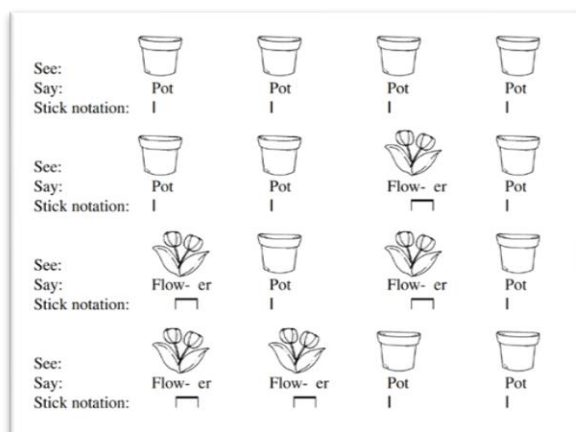 See:
Say: Pot Pot Pot Pot
Stick notation: | | | |
See:
Say: Pot Pot Flow- er Pot
Stick notation: | | ⊓ |
See:
Say: Flow- er Pot Flow- er Pot
Stick notation: ⊓ | ⊓ |
See:
Say: Flow- er Flow- er Pot Pot
Stick notation: ⊓ ⊓ | |